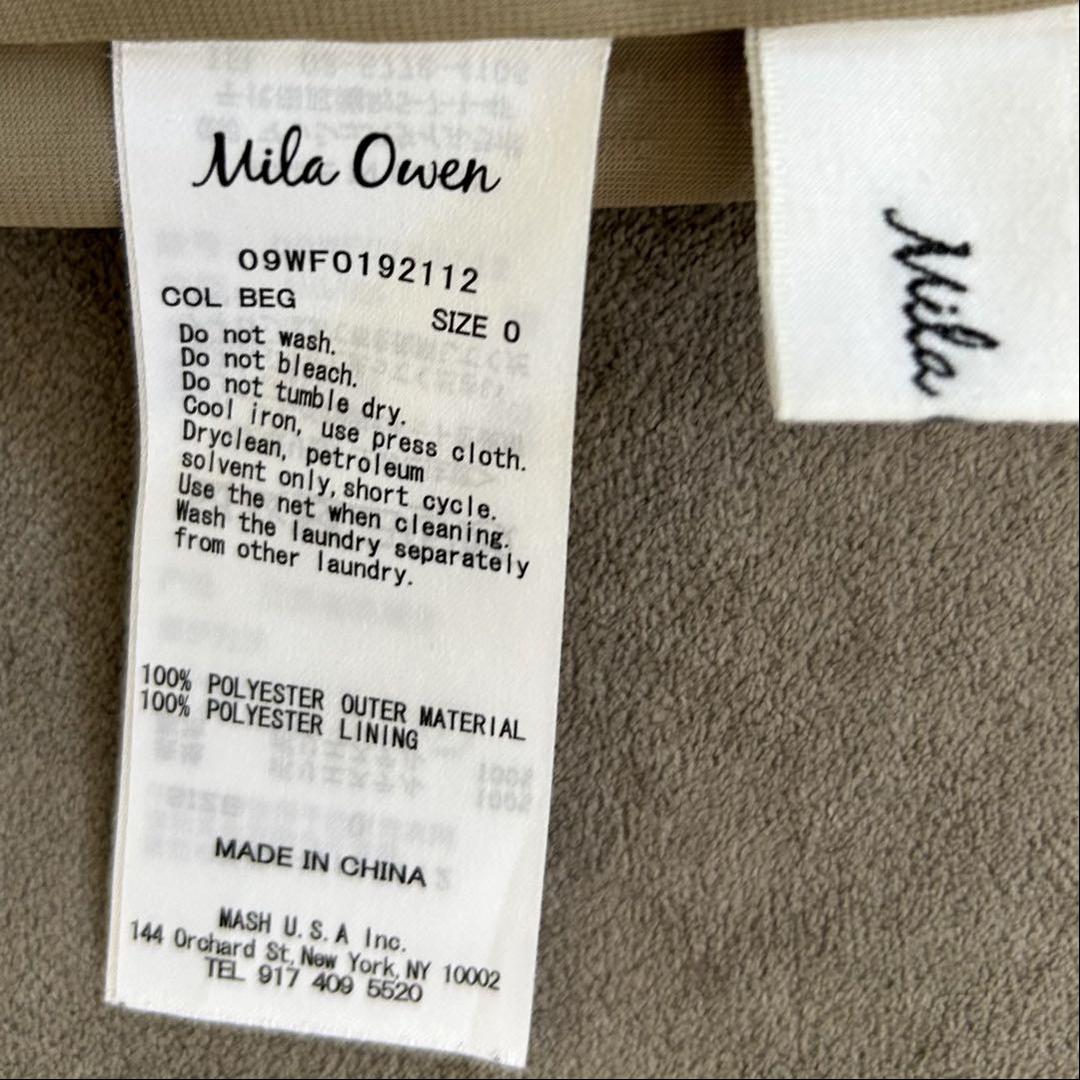 Mila Owen
09WF0192112
COL BEG
SIZE 0
Do not wash.
Do not bleach.
Do not tumble dry.
Cool iron, use press cloth.
Dryclean, petroleum
solvent only, short cycle.
Use the net when cleaning.
Wash the laundry separately
from other laundry.
100% POLYESTER OUTER MATERIAL
100% POLYESTER LINING
MADE IN CHINA
MASH U.S.A Inc.
144 Orchard St, New York, NY 10002
TEL 917 409 5520
Mila